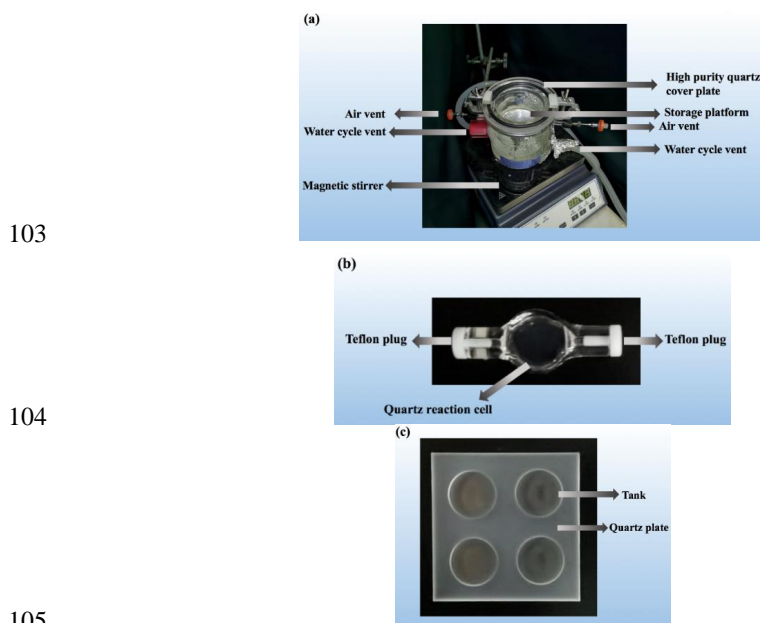 (a)
High purity quartz
cover plate
Air vent
Storage platform
Air vent
Water cycle vent
Water cycle vent
Magnetic stirrer
103
(b)
Teflon plug
Teflon plug
Quartz reaction cell
104
(c)
Tank
Quartz plate
105